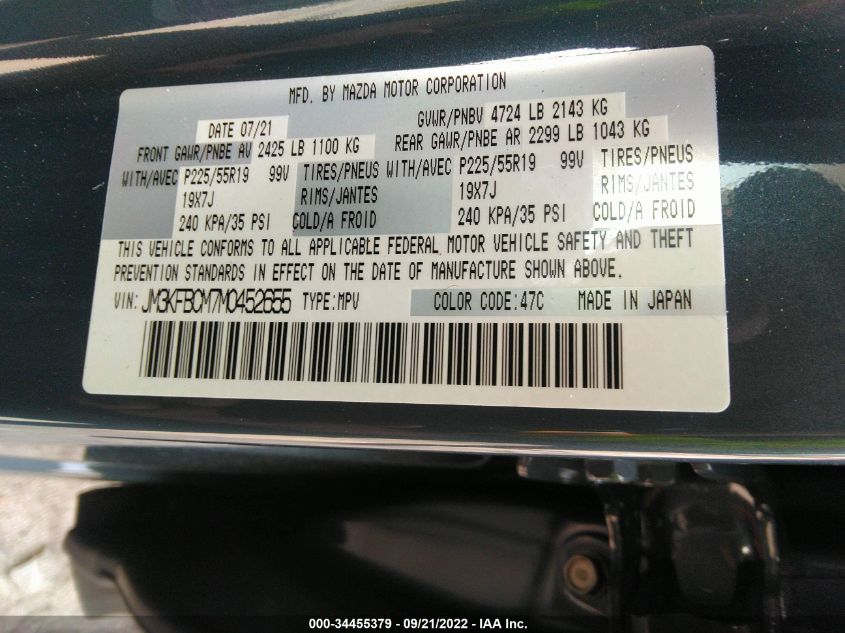 MFD. BY MAZDA MOTOR CORPORATION
DATE 07/21 GVWR/PNBV 4724 LB 2143 KG
FRONT GAWR/PNBE AV 2425 LB 1100 KG REAR GAWR/PNBE AR 2299 LB 1043 KG
WITH/AVEC P225/55R19 99V TIRES/PNEUS WITH/AVEC P225/55R19 99V TIRES/PNEUS
19X7J RIMS/JANTES 19X7J RIMS/JANTES
240 KPA/35 PSI COLD/A FROID 240 KPA/35 PSI COLD/A FROID
THIS VEHICLE CONFORMS TO ALL APPLICABLE FEDERAL MOTOR VEHICLE SAFETY AND THEFT
PREVENTION STANDARDS IN EFFECT ON THE DATE OF MANUFACTURE SHOWN ABOVE.
VIN: JM3KFBCM7M0452655 TYPE:MPV COLOR CODE:47C MADE IN JAPAN
000-34455379 - 09/21/2022 - IAA Inc.